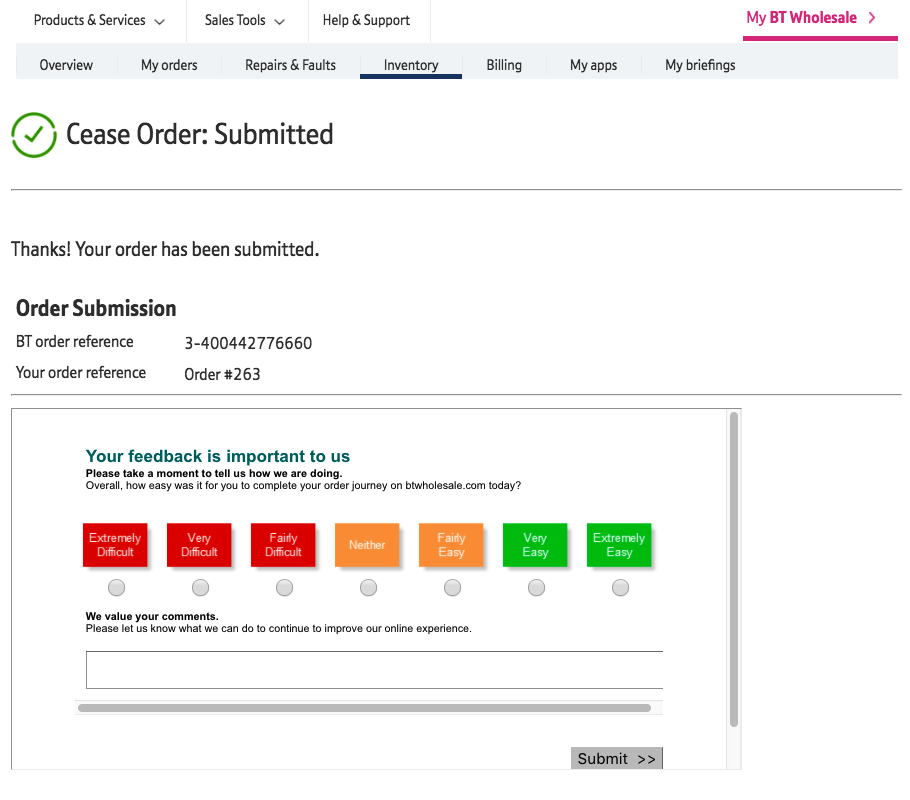 Products & Services Sales Tools Help & Support My BT Wholesale
Overview My orders Repairs & Faults Inventory Billing My apps My briefings
Cease Order: Submitted
Thanks! Your order has been submitted.
Order Submission
BT order reference 3-400442776660
Your order reference Order #263
Your feedback is important to us
Please take a moment to tell us how we are doing.
Overall, how easy was it for you to complete your order journey on btwholesale.com today?
Extremely Difficult Very Difficult Fairly Difficult Neither Fairly Easy Very Easy Extremely Easy
We value your comments.
Please let us know what we can do to continue to improve our online experience.
Submit >>